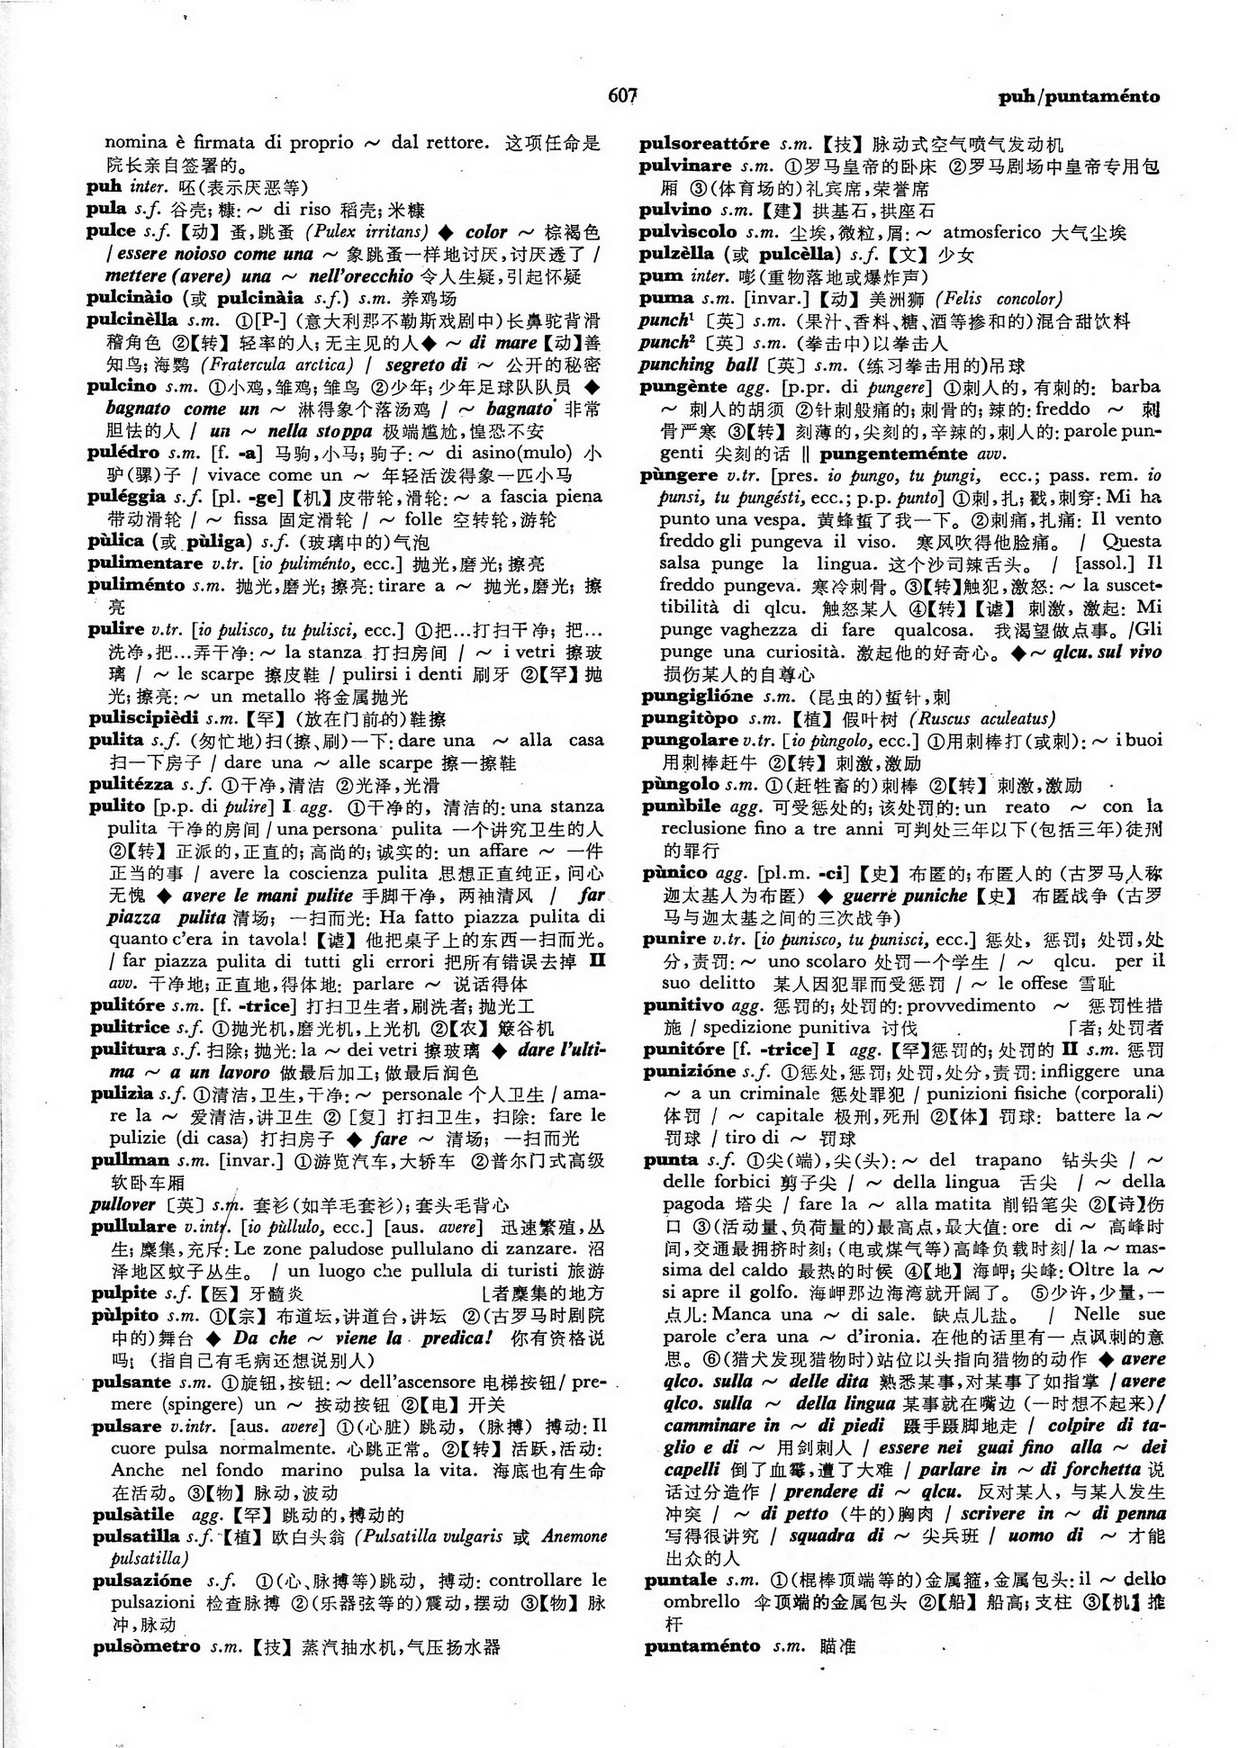 607
puh/puntaménto
nomina è firmata di proprio ～ dal rettore. 这项任命是
院长亲自签署的。
puh inter. 呸(表示厌恶等)
pula s.f. 谷壳; 糠:～ di riso 稻壳;米糠
pulce s.f.【动】蚤,跳蚤 (Pulex irritans) ◆ color ～ 棕褐色
/ essere noioso come una ～ 象跳蚤一样地讨厌,讨厌透了 /
mettere (avere) una ～ nell'orecchio 令人生疑,引起怀疑
pulcinàio (或 pulcinàia s.f.) s.m. 养鸡场
pulcinèlla s.m. ①[P-] (意大利那不勒斯戏剧中)长鼻驼背滑
稽角色 ②【转】轻率的人; 无主见的人◆ ～ di mare【动】善
知鸟; 海鹦 (Fratercula arctica) / segreto di ～ 公开的秘密
pulcino s.m. ①小鸡,雏鸡; 雏鸟 ②少年; 少年足球队队员 ◆
bagnato come un ～ 淋得象个落汤鸡 / ～ bagnato 非常
胆怯的人 / un ～ nella stoppa 极端尴尬,惶恐不安
pulédro s.m. [f. -a] 马驹,小马; 驹子:～ di asino(mulo) 小
驴(骡)子 / vivace come un ～ 年轻活泼得象一匹小马
puléggia s.f. [pl. -ge]【机】皮带轮,滑轮:～ a fascia piena
带动滑轮 / ～ fissa 固定滑轮 / ～ folle 空转轮,游轮
pùlica (或 pùliga) s.f. (玻璃中的)气泡
pulimentare v.tr. [io puliménto, ecc.] 抛光,磨光; 擦亮
puliménto s.m. 抛光,磨光; 擦亮: tirare a ～ 抛光,磨光; 擦
亮
pulire v.tr. [io pulisco, tu pulisci, ecc.] ①把…打扫干净; 把…
洗净,把…弄干净:～ la stanza 打扫房间 / ～ i vetri 擦玻
璃 / ～ le scarpe 擦皮鞋 / pulirsi i denti 刷牙 ②【罕】抛
光; 擦亮:～ un metallo 将金属抛光
puliscipièdi s.m.【罕】(放在门前的)鞋擦
pulita s.f. (匆忙地)扫(擦、刷)一下: dare una ～ alla casa
扫一下房子 / dare una ～ alle scarpe 擦一擦鞋
pulitézza s.f. ①干净,清洁 ②光泽,光滑
pulito [p.p. di pulire] I agg. ①干净的, 清洁的: una stanza
pulita 干净的房间 / una persona pulita 一个讲究卫生的人
②【转】正派的,正直的; 高尚的; 诚实的: un affare ～ 一件
正当的事 / avere la coscienza pulita 思想正直纯正, 问心
无愧 ◆ avere le mani pulite 手脚干净, 两袖清风 / far
piazza pulita 清场; 一扫而光: Ha fatto piazza pulita di
quanto c'era in tavola!【谑】他把桌子上的东西一扫而光。
/ far piazza pulita di tutti gli errori 把所有错误去掉 II
avv. 干净地; 正直地,得体地: parlare ～ 说话得体
pulitóre s.m. [f. -trice] 打扫卫生者,刷洗者; 抛光工
pulitrice s.f. ①抛光机,磨光机,上光机 ②【农】簸谷机
pulitura s.f. 扫除; 抛光: la ～ dei vetri 擦玻璃 ◆ dare l'ulti-
ma ～ a un lavoro 做最后加工; 做最后润色
pulizìa s.f. ①清洁,卫生,干净:～ personale 个人卫生 / ama-
re la ～ 爱清洁,讲卫生 ②[复] 打扫卫生, 扫除: fare le
pulizie (di casa) 打扫房子 ◆ fare ～ 清场; 一扫而光
pullman s.m. [invar.] ①游览汽车,大轿车 ②普尔门式高级
软卧车厢
pullover〔英〕s.m. 套衫(如羊毛套衫); 套头毛背心
pullulare v.intr. [io pùllulo, ecc.] [aus. avere] 迅速繁殖,丛
生; 麇集,充斥: Le zone paludose pullulano di zanzare. 沼
泽地区蚊子丛生。 / un luogo che pullula di turisti 旅游
pulpite s.f.【医】牙髓炎 ⌊者麇集的地方
pùlpito s.m. ①【宗】布道坛,讲道台,讲坛 ②(古罗马时剧院
中的)舞台 ◆ Da che ～ viene la predica! 你有资格说
吗; (指自己有毛病还想说别人)
pulsante s.m. ①旋钮,按钮:～ dell'ascensore 电梯按钮/ pre-
mere (spingere) un ～ 按动按钮 ②【电】开关
pulsare v.intr. [aus. avere] ①(心脏) 跳动, (脉搏) 搏动: Il
cuore pulsa normalmente. 心跳正常。②【转】活跃,活动:
Anche nel fondo marino pulsa la vita. 海底也有生命
在活动。③【物】脉动,波动
pulsàtile agg.【罕】跳动的,搏动的
pulsatilla s.f.【植】欧白头翁 (Pulsatilla vulgaris 或 Anemone
pulsatilla)
pulsazióne s.f. ①(心、脉搏等)跳动, 搏动: controllare le
pulsazioni 检查脉搏 ②(乐器弦等的)震动,摆动 ③【物】脉
冲,脉动
pulsòmetro s.m.【技】蒸汽抽水机,气压扬水器
pulsoreattóre s.m.【技】脉动式空气喷气发动机
pulvinare s.m. ①罗马皇帝的卧床 ②罗马剧场中皇帝专用包
厢 ③(体育场的)礼宾席,荣誉席
pulvino s.m.【建】拱基石,拱座石
pulvìscolo s.m. 尘埃,微粒,屑:～ atmosferico 大气尘埃
pulzèlla (或 pulcèlla) s.f.【文】少女
pum inter. 嘭(重物落地或爆炸声)
puma s.m. [invar.]【动】美洲狮 (Felis concolor)
punch¹〔英〕s.m. (果汁、香料、糖、酒等掺和的)混合甜饮料
punch²〔英〕s.m. (拳击中)以拳击人
punching ball〔英〕s.m. (练习拳击用的)吊球
pungènte agg. [p.pr. di pungere] ①刺人的, 有刺的: barba
～ 刺人的胡须 ②针刺般痛的; 刺骨的; 辣的: freddo ～ 刺
骨严寒 ③【转】刻薄的,尖刻的,辛辣的,刺人的: parole pun-
genti 尖刻的话 ‖ pungenteménte avv.
pùngere v.tr. [pres. io pungo, tu pungi, ecc.; pass. rem. io
punsi, tu pungésti, ecc.; p.p. punto] ①刺,扎; 戳,刺穿: Mi ha
punto una vespa. 黄蜂蜇了我一下。②刺痛,扎痛: Il vento
freddo gli pungeva il viso. 寒风吹得他脸痛。 / Questa
salsa punge la lingua. 这个沙司辣舌头。 / [assol.] Il
freddo pungeva. 寒冷刺骨。③【转】触犯,激怒:～ la suscet-
tibilità di qlcu. 触怒某人 ④【转】【谑】刺激, 激起: Mi
punge vaghezza di fare qualcosa. 我渴望做点事。/Gli
punge una curiosità. 激起他的好奇心。◆～ qlcu. sul vivo
损伤某人的自尊心
pungiglióne s.m. (昆虫的)蜇针,刺
pungitòpo s.m.【植】假叶树 (Ruscus aculeatus)
pungolare v.tr. [io pùngolo, ecc.] ①用刺棒打(或刺):～ i buoi
用刺棒赶牛 ②【转】刺激,激励
pùngolo s.m. ①(赶牲畜的)刺棒 ②【转】刺激,激励
punìbile agg. 可受惩处的; 该处罚的: un reato ～ con la
reclusione fino a tre anni 可判处三年以下(包括三年)徒刑
的罪行
pùnico agg. [pl.m. -ci]【史】布匿的; 布匿人的 (古罗马人称
迦太基人为布匿) ◆ guerre puniche【史】布匿战争 (古罗
马与迦太基之间的三次战争)
punire v.tr. [io punisco, tu punisci, ecc.] 惩处, 惩罚; 处罚,处
分,责罚:～ uno scolaro 处罚一个学生 / ～ qlcu. per il
suo delitto 某人因犯罪而受惩罚 / ～ le offese 雪耻
punitivo agg. 惩罚的; 处罚的: provvedimento ～ 惩罚性措
施 / spedizione punitiva 讨伐 ⌈者; 处罚者
punitóre [f. -trice] I agg.【罕】惩罚的; 处罚的 II s.m. 惩罚
punizióne s.f. ①惩处,惩罚; 处罚,处分,责罚: infliggere una
～ a un criminale 惩处罪犯 / punizioni fisiche (corporali)
体罚 / ～ capitale 极刑,死刑 ②【体】罚球: battere la ～
罚球 / tiro di ～ 罚球
punta s.f. ①尖(端),尖(头):～ del trapano 钻头尖 / ～
delle forbici 剪子尖 / ～ della lingua 舌尖 / ～ della
pagoda 塔尖 / fare la ～ alla matita 削铅笔尖 ②【诗】伤
口 ③(活动量、负荷量的)最高点,最大值: ore di ～ 高峰时
间,交通最拥挤时刻; (电或煤气等)高峰负载时刻/ la ～ mas-
sima del caldo 最热的时候 ④【地】海岬; 尖峰: Oltre la ～
si apre il golfo. 海岬那边海湾就开阔了。 ⑤少许,少量,一
点儿: Manca una ～ di sale. 缺点儿盐。 / Nelle sue
parole c'era una ～ d'ironia. 在他的话里有一点讽刺的意
思。⑥(猎犬发现猎物时)站位以头指向猎物的动作 ◆ avere
qlco. sulla ～ delle dita 熟悉某事,对某事了如指掌 / avere
qlco. sulla ～ della lingua 某事就在嘴边 (一时想不起来)/
camminare in ～ di piedi 蹑手蹑脚地走 / colpire di ta-
glio e di ～ 用剑刺人 / essere nei guai fino alla ～ dei
capelli 倒了血霉,遭了大难 / parlare in ～ di forchetta 说
话过分造作 / prendere di ～ qlcu. 反对某人, 与某人发生
冲突 / ～ di petto (牛的)胸肉 / scrivere in ～ di penna
写得很讲究 / squadra di ～ 尖兵班 / uomo di ～ 才能
出众的人
puntale s.m. ①(棍棒顶端等的)金属箍,金属包头: il ～ dello
ombrello 伞顶端的金属包头 ②【船】船高; 支柱 ③【机】推
杆
puntaménto s.m. 瞄准